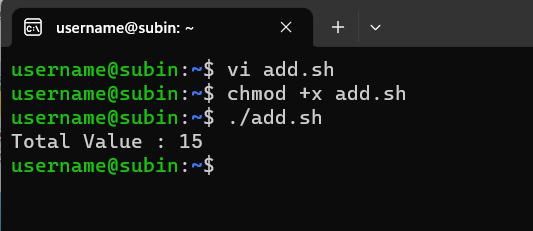 username@subin: ~
username@subin:~$ vi add.sh
username@subin:~$ chmod +x add.sh
username@subin:~$ ./add.sh
Total Value : 15
username@subin:~$